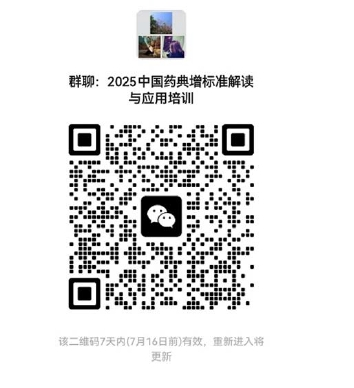 群聊：2025中国药典增标准解读
与应用培训
该二维码7天内(7月16日前)有效，重新进入将
更新